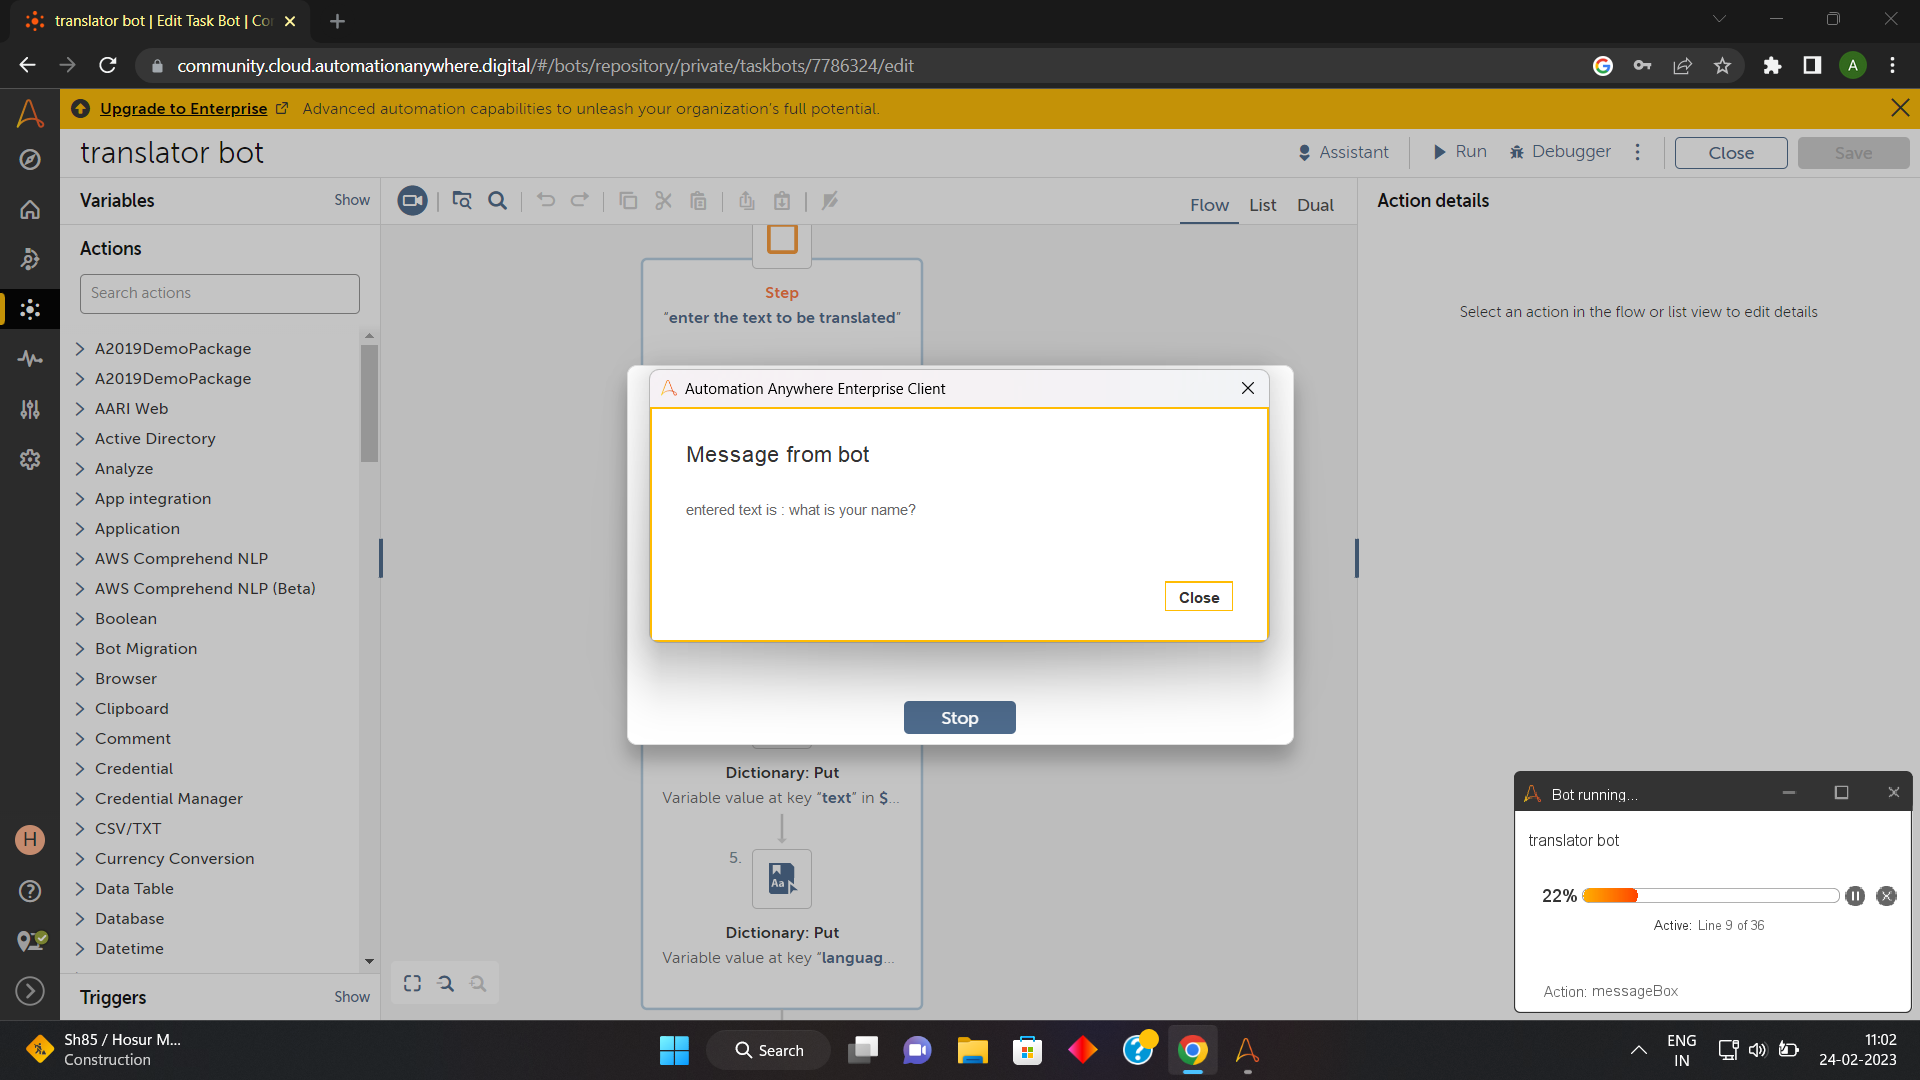 translator bot | Edit Task Bot | Co
community.cloud.automationanywhere.digital/#/bots/repository/private/taskbots/7786324/edit
A
Upgrade to Enterprise Advanced automation capabilities to unleash your organization's full potential.
translator bot
Assistant
Run
Debugger
Close
Save
Variables
Show
Flow
List
Dual
Action details
Actions
Search actions
Select an action in the flow or list view to edit details
A2019DemoPackage
A2019DemoPackage
AARI Web
Active Directory
Analyze
App integration
Application
AWS Comprehend NLP
AWS Comprehend NLP (Beta)
Boolean
Bot Migration
Browser
Clipboard
Comment
Credential
Credential Manager
CSV/TXT
Currency Conversion
Data Table
Database
Datetime
Triggers
Show
H
Step
"enter the text to be translated"
Automation Anywhere Enterprise Client
Message from bot
entered text is : what is your name?
Close
Stop
Dictionary: Put
Variable value at key "text" in $...
5.
Aa
Dictionary: Put
Variable value at key "languag...
Bot running...
translator bot
22%
Active: Line 9 of 36
Action: messageBox
Sh85 / Hosur M...
Construction
Search
ENG
IN
11:02
24-02-2023